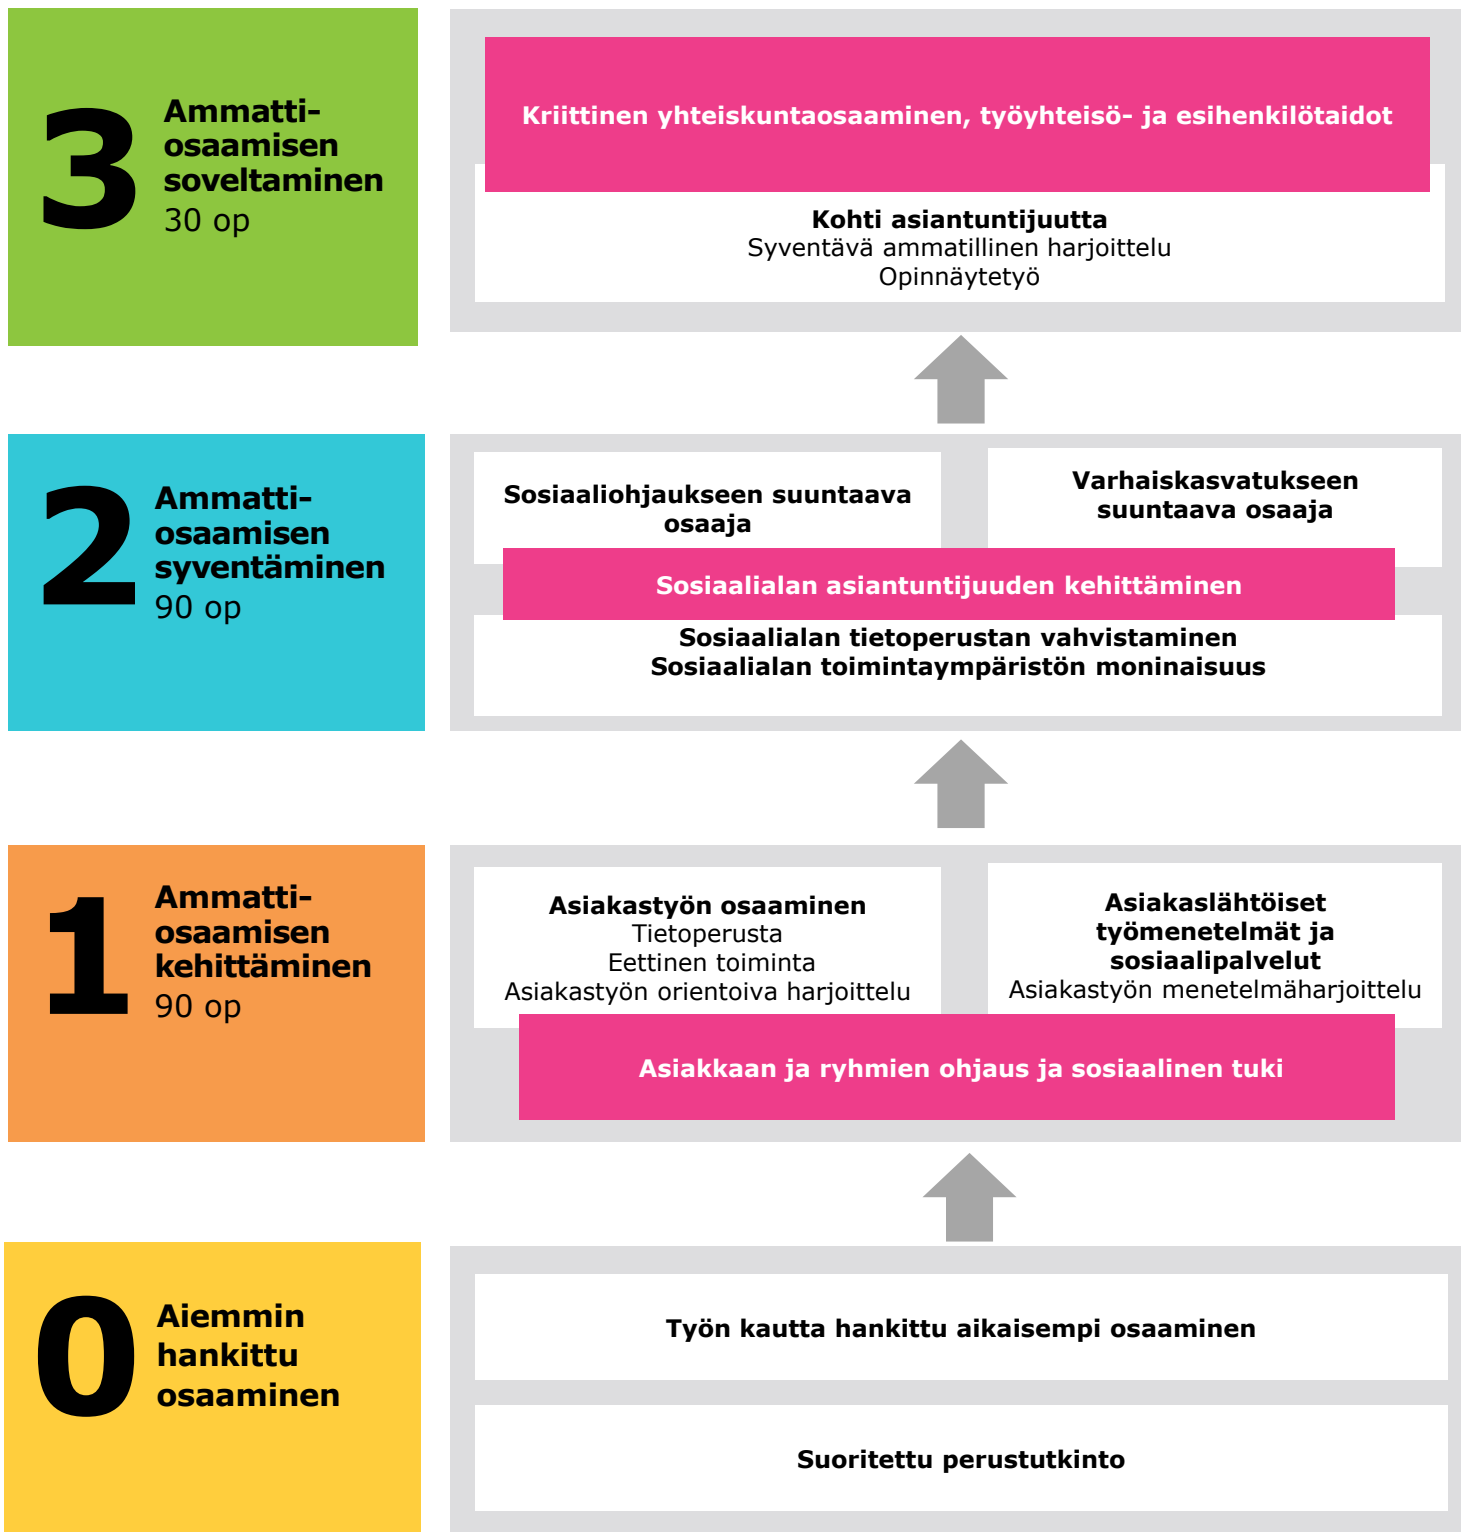 3
Ammatti-
osaamisen
soveltaminen
30 op
Kriittinen yhteiskuntaosaaminen, työyhteisö- ja esihenkilötaidot
Kohti asiantuntijuutta
Syventävä ammatillinen harjoittelu
Opinnäytetyö
2
Ammatti-
osaamisen
syventäminen
90 op
Sosiaaliohjaukseen suuntaava
osaaja
Varhaiskasvatukseen
suuntaava osaaja
Sosiaalialan asiantuntijuuden kehittäminen
Sosiaalialan tietoperustan vahvistaminen
Sosiaalialan toimintaympäristön moninaisuus
1
Ammatti-
osaamisen
kehittäminen
90 op
Asiakastyön osaaminen
Tietoperusta
Eettinen toiminta
Asiakastyön orientoiva harjoittelu
Asiakaslähtöiset
työmenetelmät ja
sosiaalipalvelut
Asiakastyön menetelmäharjoittelu
Asiakkaan ja ryhmien ohjaus ja sosiaalinen tuki
0
Aiemmin
hankittu
osaaminen
Työn kautta hankittu aikaisempi osaaminen
Suoritettu perustutkinto